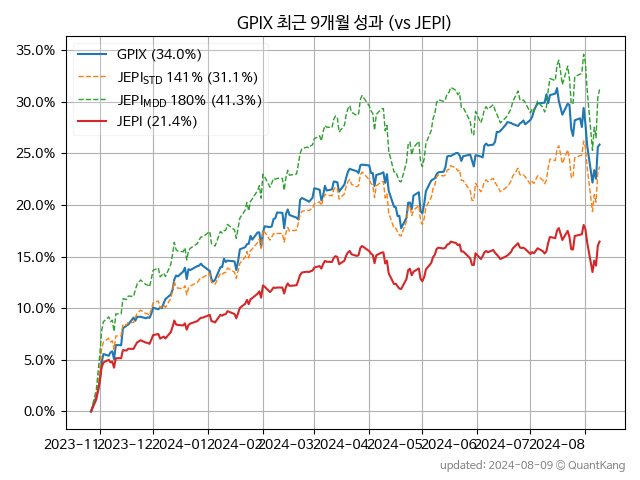 GPIX 최근 9개월 성과 (vs JEPI)
GPIX (34.0%)
JEPI_STD 141% (31.1%)
JEPI_MDD 180% (41.3%)
JEPI (21.4%)
35.0%
30.0%
25.0%
20.0%
15.0%
10.0%
5.0%
0.0%
2023-11 2023-12 2024-01 2024-02 2024-03 2024-04 2024-05 2024-06 2024-07 2024-08
updated: 2024-08-09 © QuantKang